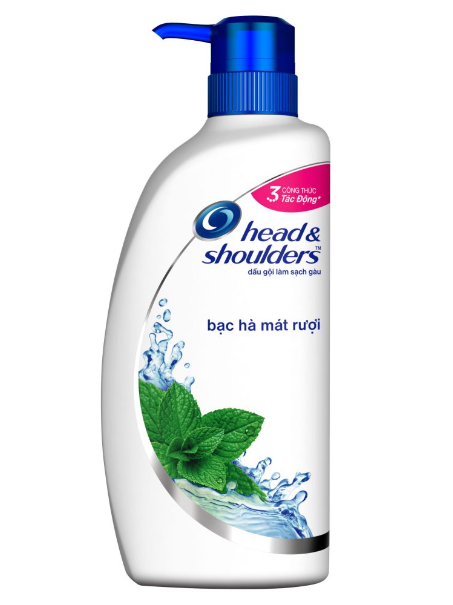 3 CÔNG THỨC
Tác Động*
head &
shoulders™
dầu gội làm sạch gàu
bạc hà mát rượi